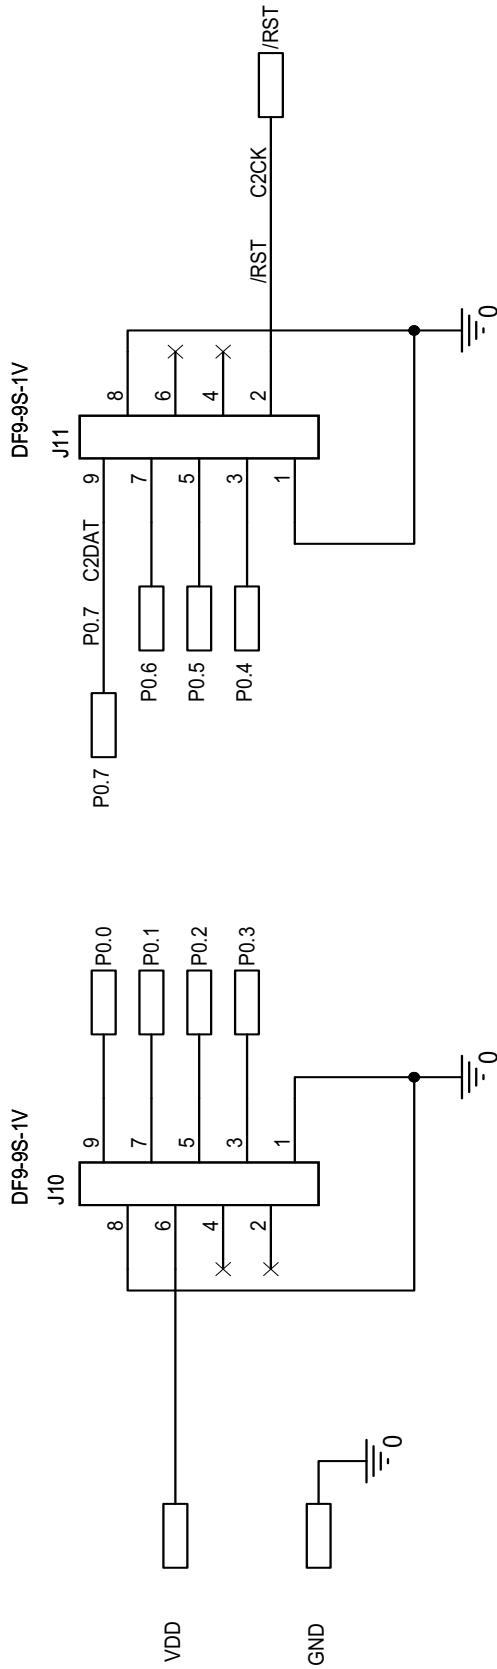 DF9-9S-1V
J11
8
6
4
2
9
7
5
3
1
/RST
C2CK
/RST
P0.7
C2DAT
P0.7
P0.6
P0.5
P0.4
0
DF9-9S-1V
J10
9
7
5
3
1
8
6
4
2
P0.0
P0.1
P0.2
P0.3
0
VDD
GND
0